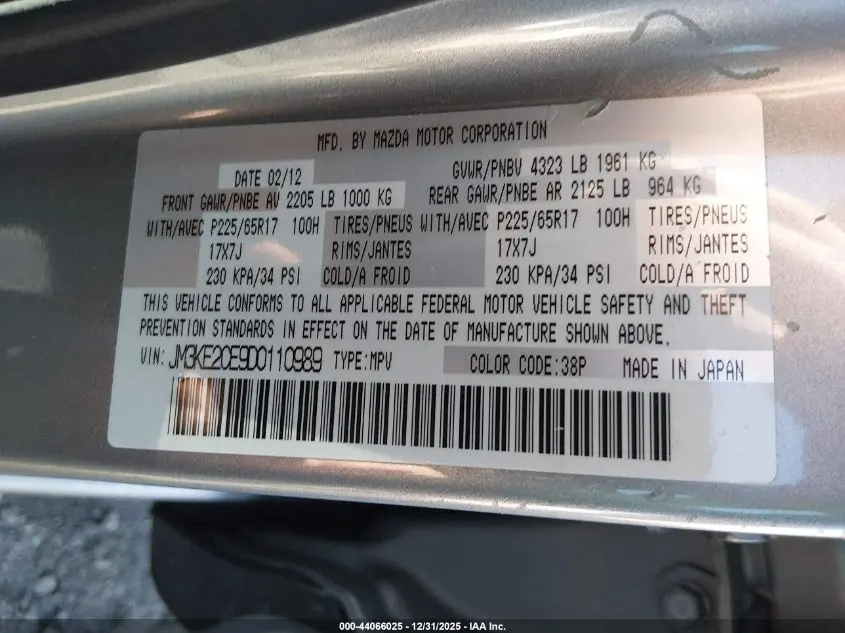 MFD. BY MAZDA MOTOR CORPORATION
DATE 02/12 GVWR/PNBV 4323 LB 1961 KG
FRONT GAWR/PNBE AV 2205 LB 1000 KG REAR GAWR/PNBE AR 2125 LB 964 KG
WITH/AVEC P225/65R17 100H TIRES/PNEUS WITH/AVEC P225/65R17 100H TIRES/PNEUS
17X7J RIMS/JANTES 17X7J RIMS/JANTES
230 KPA/34 PSI COLD/A FROID 230 KPA/34 PSI COLD/A FROID
THIS VEHICLE CONFORMS TO ALL APPLICABLE FEDERAL MOTOR VEHICLE SAFETY AND THEFT
PREVENTION STANDARDS IN EFFECT ON THE DATE OF MANUFACTURE SHOWN ABOVE.
VIN: JM3KE2CE9D0110989 TYPE:MPV COLOR CODE:38P MADE IN JAPAN
000-44066025 - 12/31/2025 - IAA Inc.